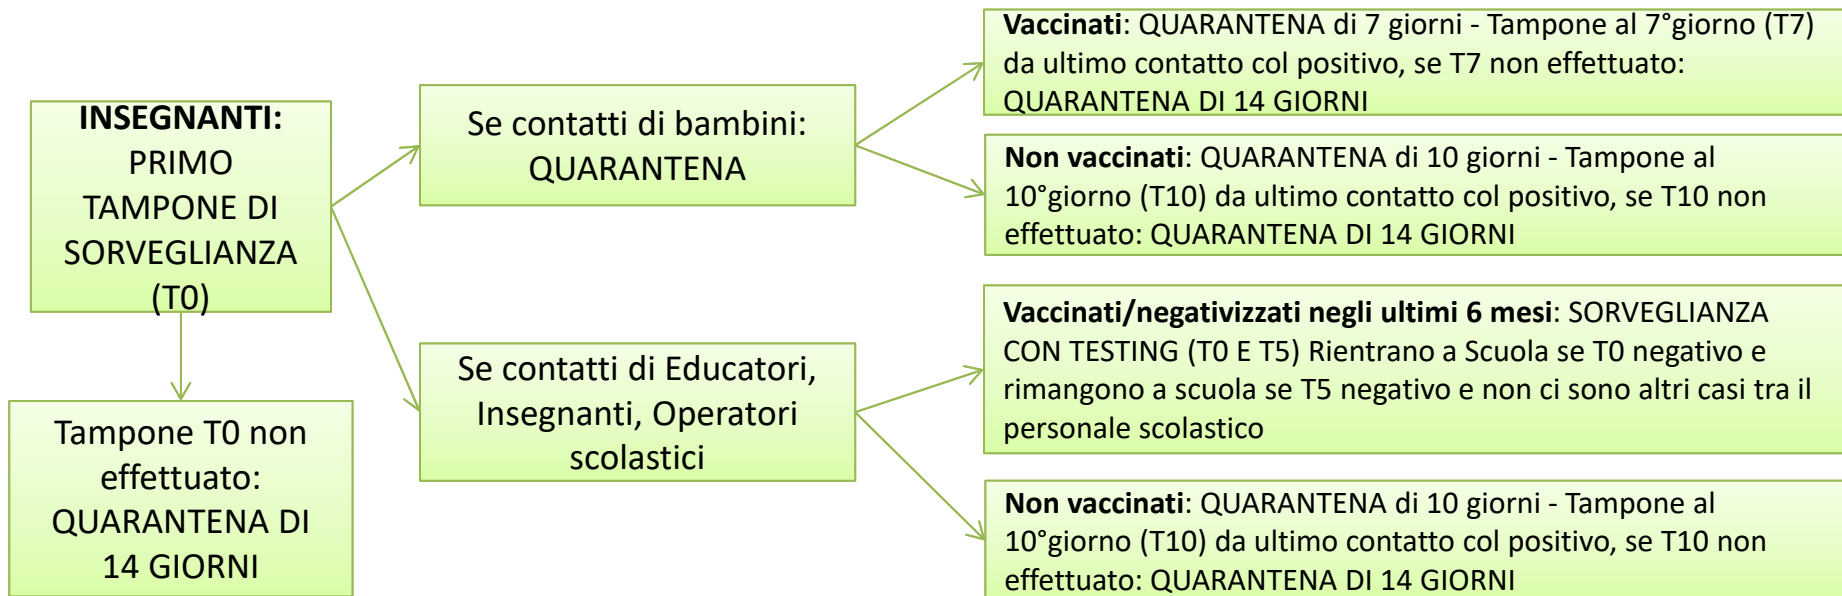 INSEGNANTI:
PRIMO
TAMPONE DI
SORVEGLIANZA
(T0)
Tampone T0 non
effettuato:
QUARANTENA DI
14 GIORNI
Se contatti di bambini:
QUARANTENA
Se contatti di Educatori,
Insegnanti, Operatori
scolastici
Vaccinati: QUARANTENA di 7 giorni - Tampone al 7°giorno (T7)
da ultimo contatto col positivo, se T7 non effettuato:
QUARANTENA DI 14 GIORNI
Non vaccinati: QUARANTENA di 10 giorni - Tampone al
10°giorno (T10) da ultimo contatto col positivo, se T10 non
effettuato: QUARANTENA DI 14 GIORNI
Vaccinati/negativizzati negli ultimi 6 mesi: SORVEGLIANZA
CON TESTING (T0 E T5) Rientrano a Scuola se T0 negativo e
rimangono a scuola se T5 negativo e non ci sono altri casi tra il
personale scolastico
Non vaccinati: QUARANTENA di 10 giorni - Tampone al
10°giorno (T10) da ultimo contatto col positivo, se T10 non
effettuato: QUARANTENA DI 14 GIORNI